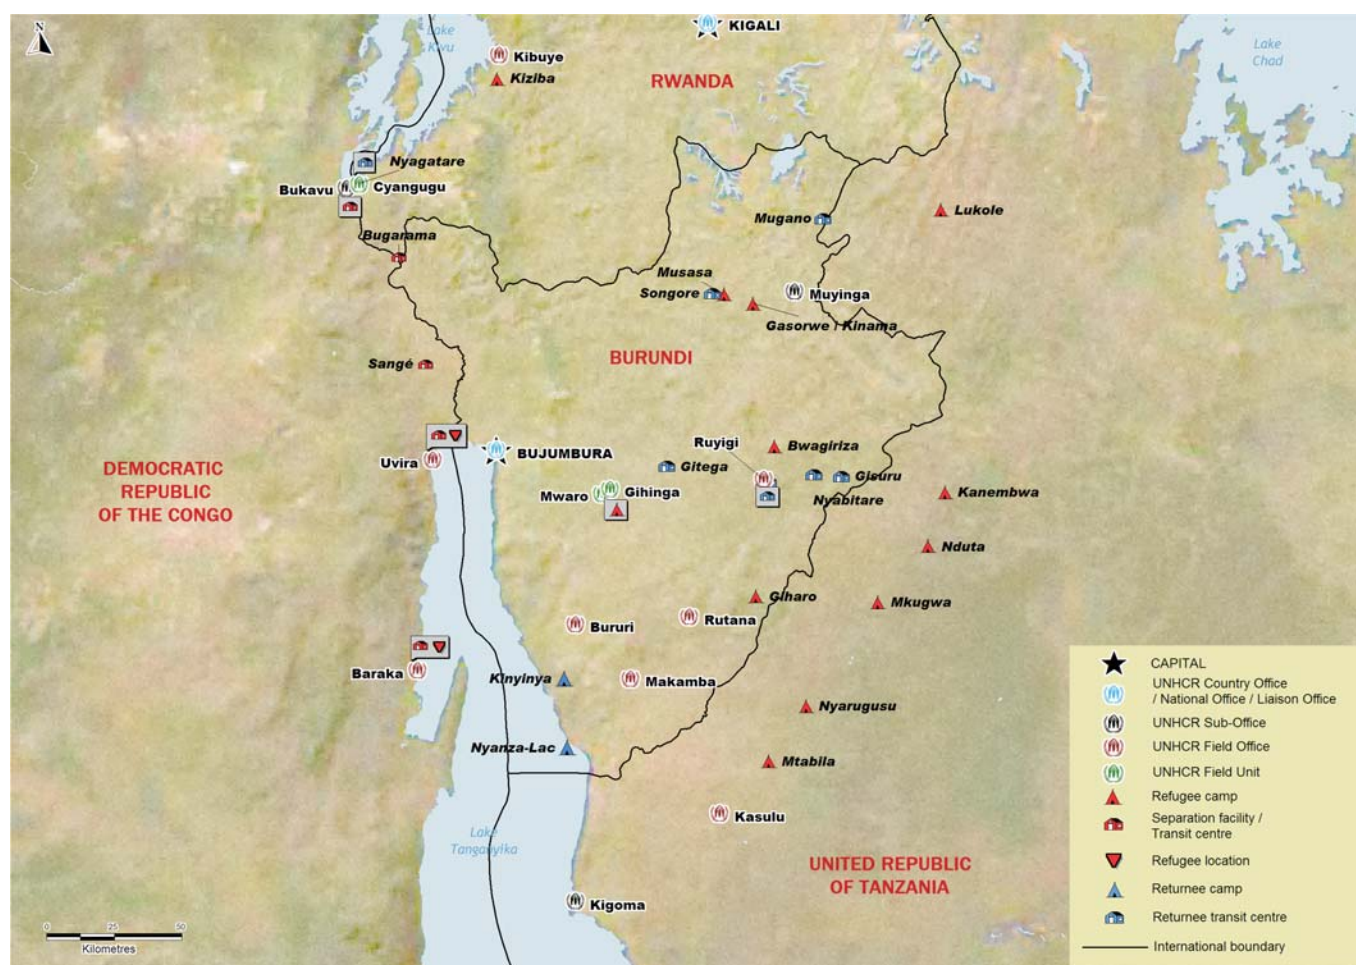 N
Lake
Kivu
KIGALI
Lake
Chad
Kibuye
Kiziba
RWANDA
Nyagatare
Bukavu
Cyangugu
Mugano
Lukole
Bugarama
Musasa
Songore
Muyinga
Gasorwe / Kinama
BURUNDI
Sangé
Ruyigi
Bwagiriza
BUJUMBURA
Uvira
Gitega
Gisuru
DEMOCRATIC
REPUBLIC
OF THE CONGO
Mwaro
Gihinga
Nyabitare
Kanembwa
Nduta
Giharo
Mkugwa
Bururi
Rutana
Baraka
Kinyinya
Makamba
Nyarugusu
Nyanza-Lac
Mtabila
Kasulu
Lake
Tanganyika
UNITED REPUBLIC
OF TANZANIA
Kigoma
0 25 50
Kilometres
CAPITAL
UNHCR Country Office
/ National Office / Liaison Office
UNHCR Sub-Office
UNHCR Field Office
UNHCR Field Unit
Refugee camp
Separation facility /
Transit centre
Refugee location
Returnee camp
Returnee transit centre
International boundary